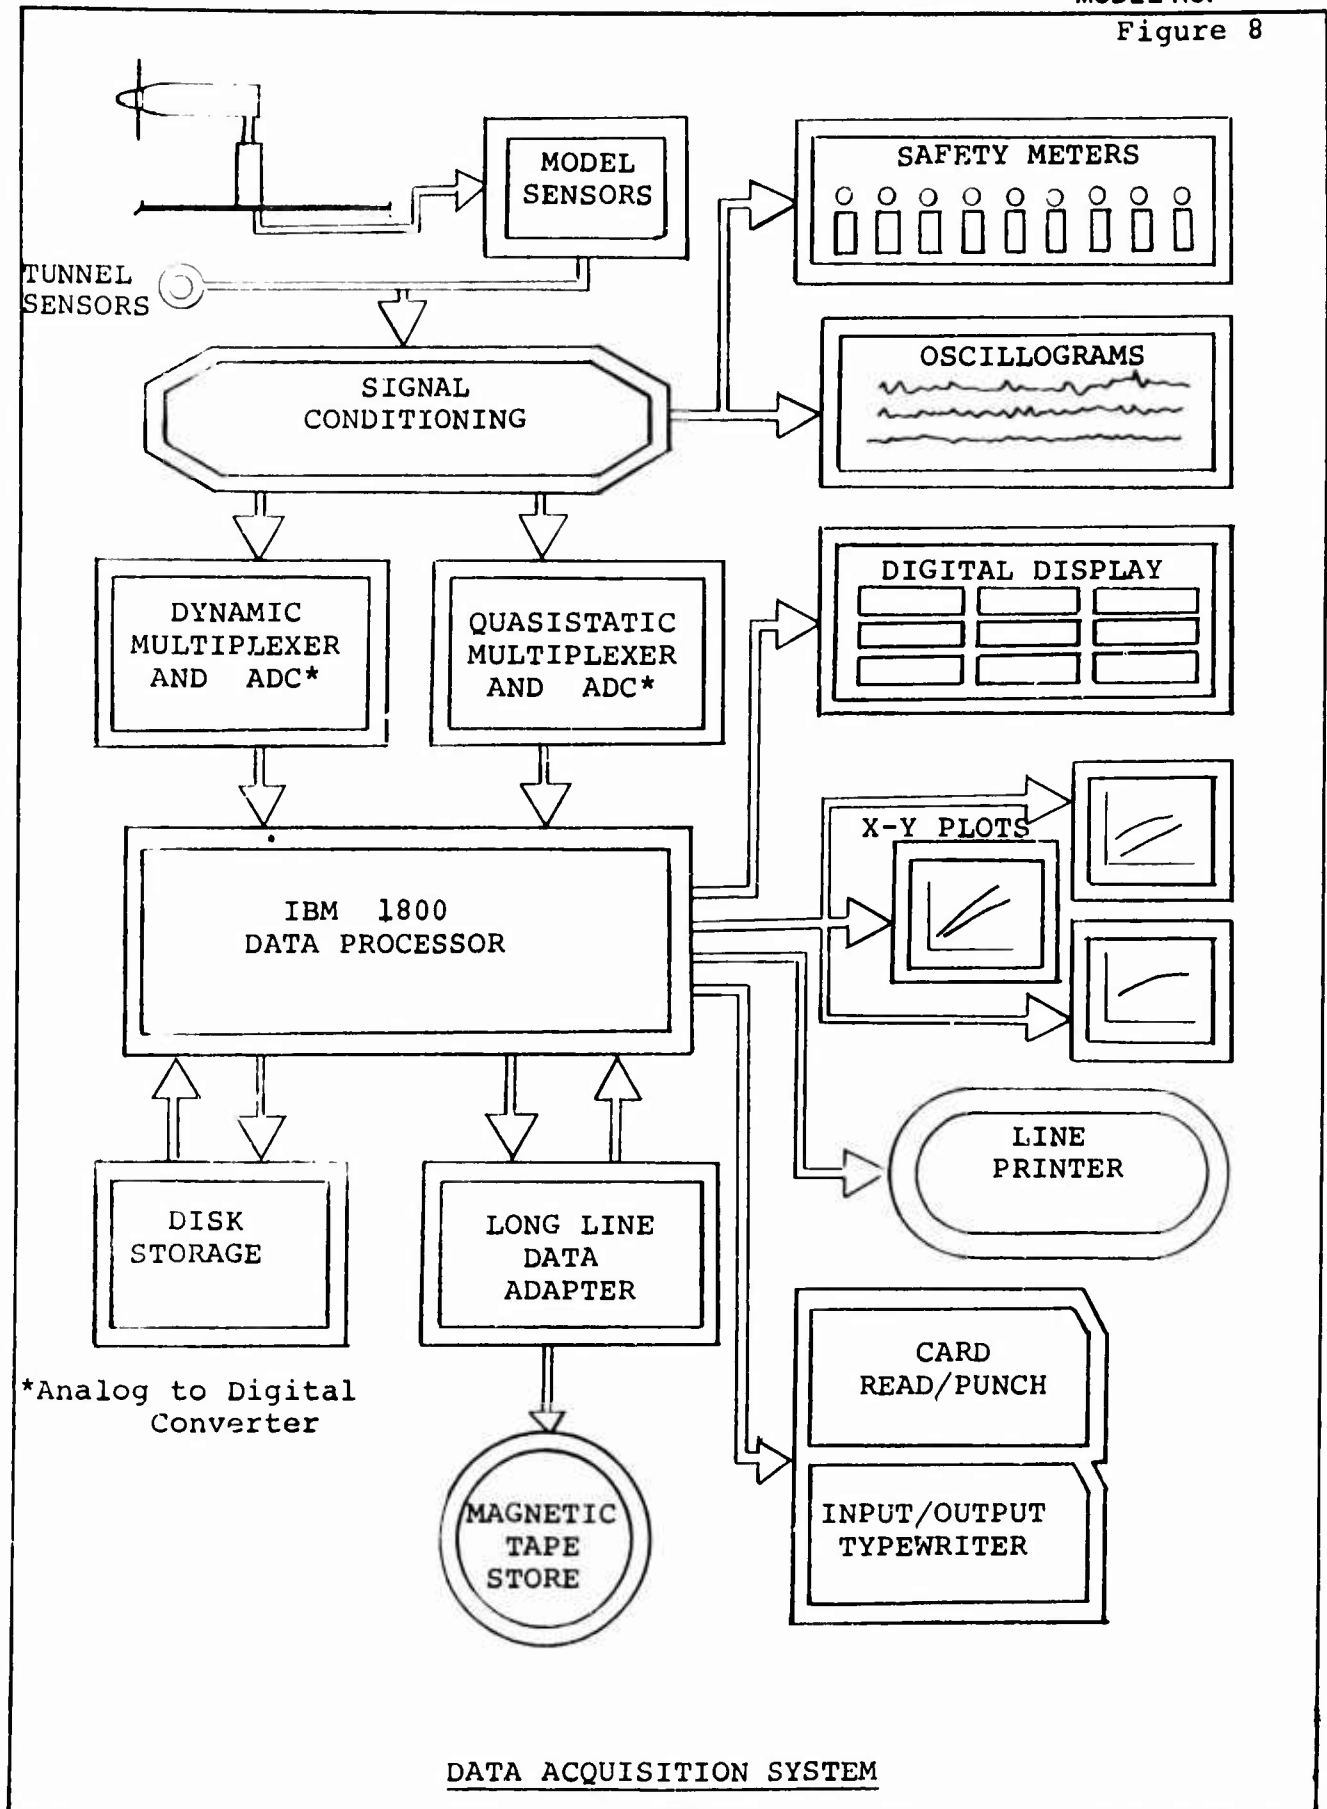 Figure 8
MODEL
SENSORS
SAFETY METERS
TUNNEL
SENSORS
OSCILLOGRAMS
SIGNAL
CONDITIONING
DIGITAL DISPLAY
DYNAMIC
MULTIPLEXER
AND ADC*
QUASISTATIC
MULTIPLEXER
AND ADC*
X-Y PLOTS
IBM 1800
DATA PROCESSOR
LINE
PRINTER
DISK
STORAGE
LONG LINE
DATA
ADAPTER
CARD
READ/PUNCH
*Analog to Digital
Converter
INPUT/OUTPUT
TYPEWRITER
MAGNETIC
TAPE
STORE
DATA ACQUISITION SYSTEM